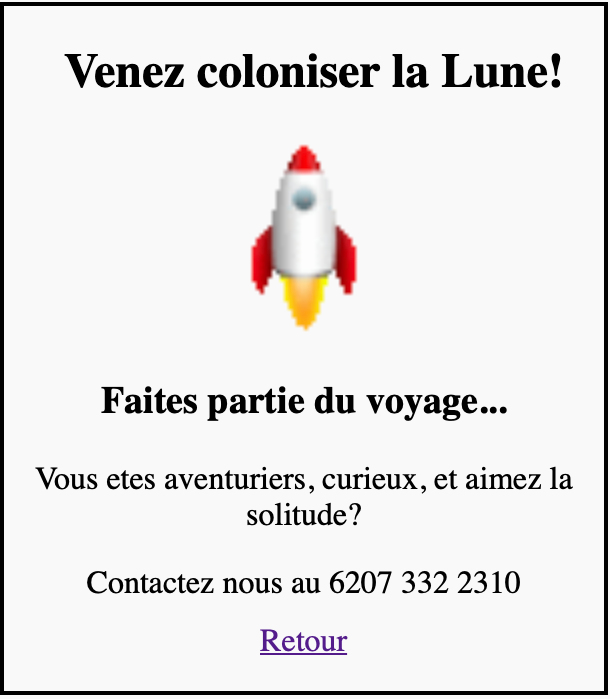 Venez coloniser la Lune!
Faites partie du voyage...
Vous etes aventuriers, curieux, et aimez la
solitude?
Contactez nous au 6207 332 2310
Retour